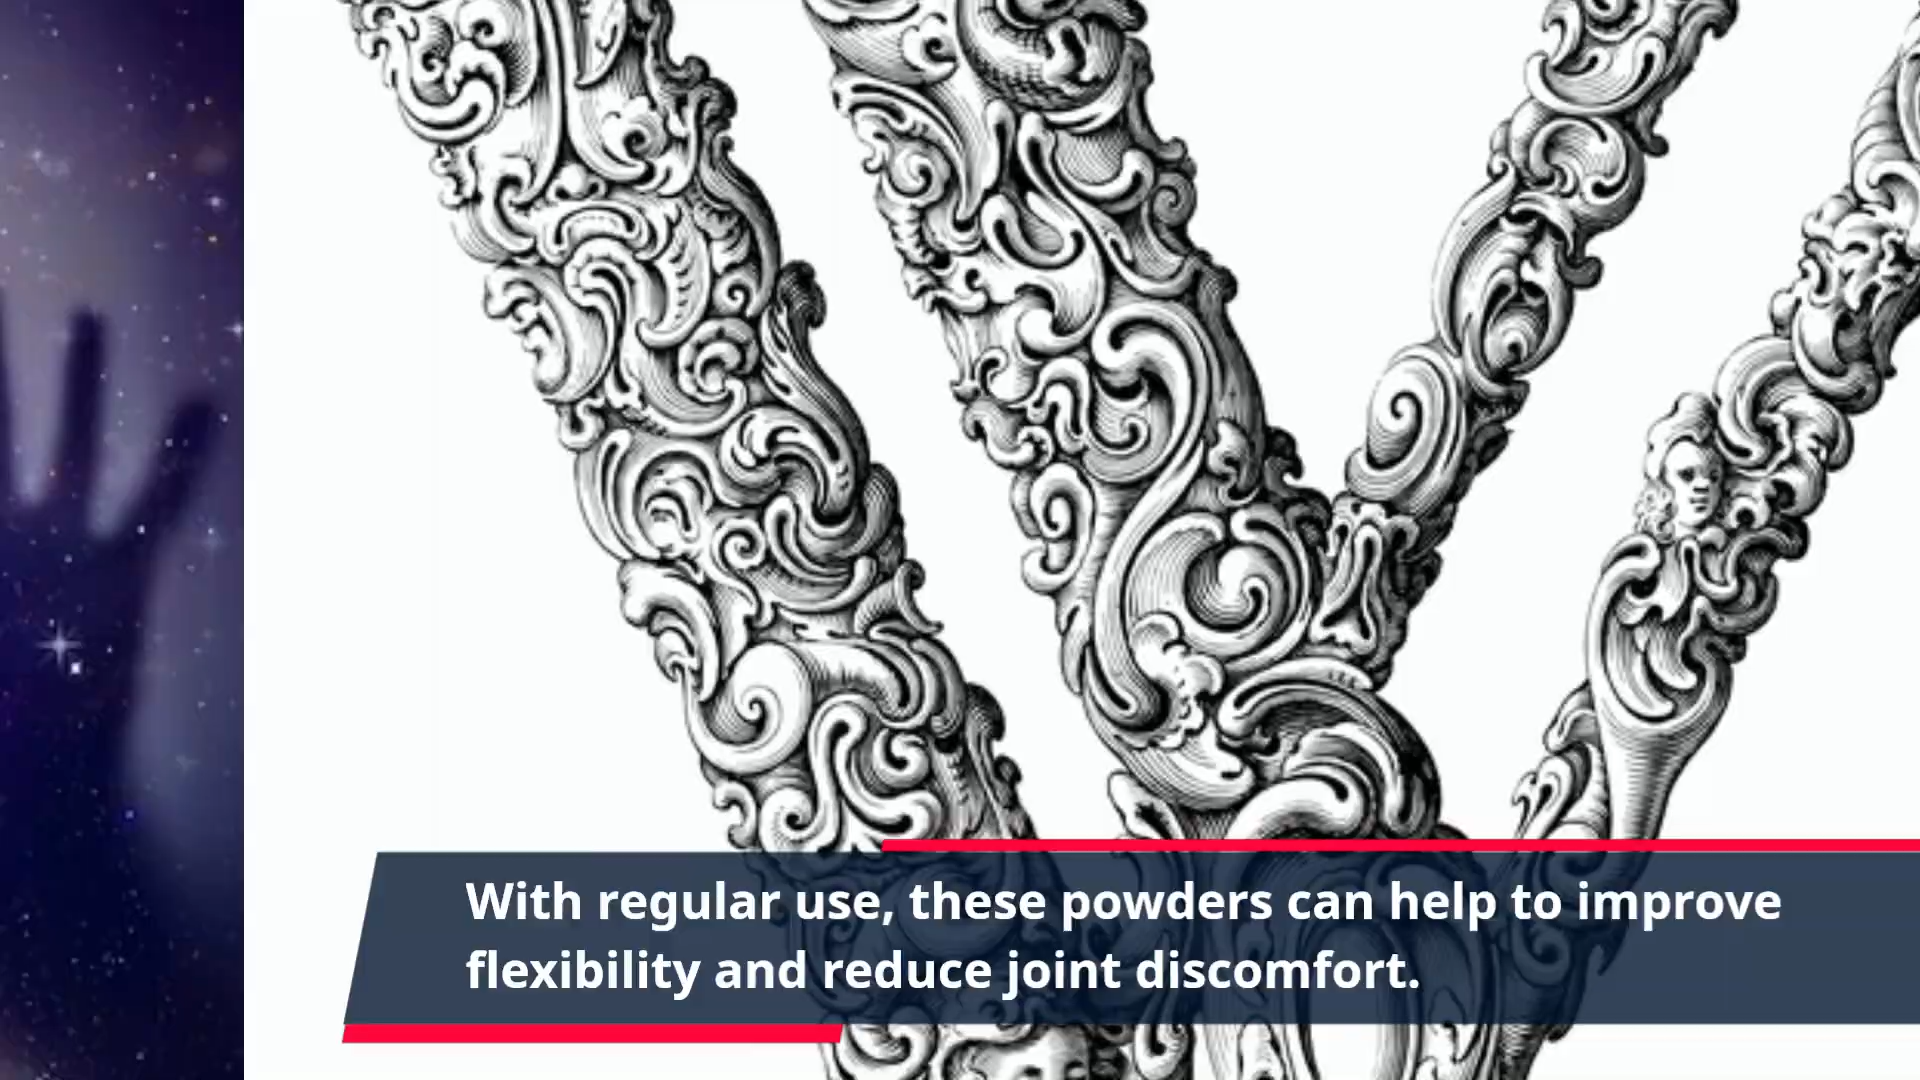 With regular use, these powders can help to improve
flexibility and reduce joint discomfort.